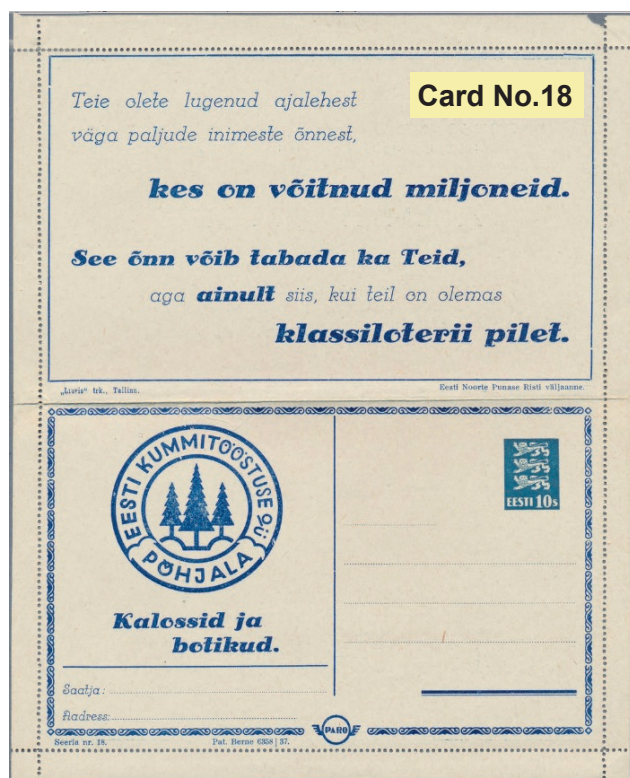 Card No.18
Teie olete lugenud ajalehest
väga paljude inimeste õnnest,
kes on võitnud miljoneid.
See õnn võib tabada ka Teid,
aga ainult siis, kui teil on olemas
klassiloterii pilet.
trk., Tallinn.
Eesti Noorte Punase Risti väljaanne.
EESTI KUMMITÖÖSTUSE O.Ü.
PÕHJALA
EESTI 10s
Kalossid ja
botikud.
Saatja:
Aadress:
PARO
Seeria nr. 18.
Pat. Berne 6358 | 37.